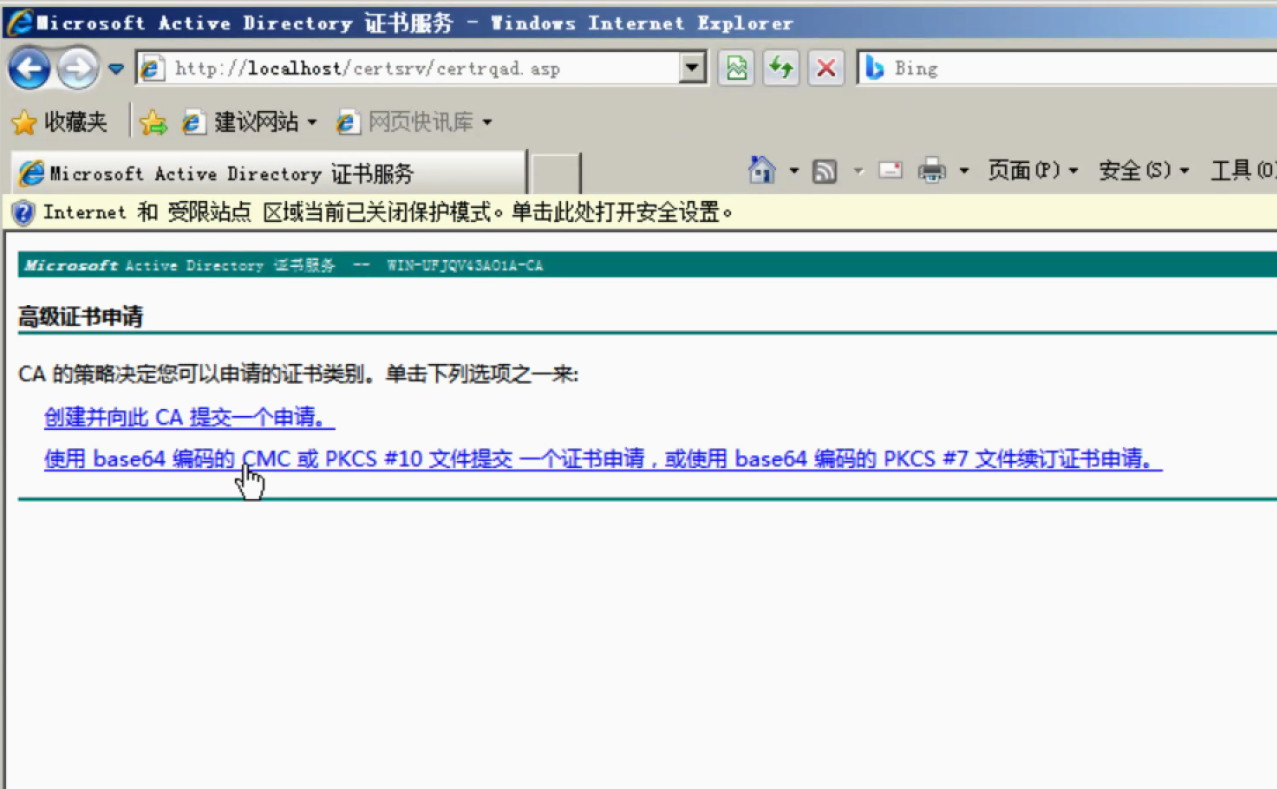 Microsoft Active Directory 证书服务 - Windows Internet Explorer
http://localhost/certsrv/certrqad.asp
Bing
收藏夹 建议网站 网页快讯库
Microsoft Active Directory 证书服务 页面(P) 安全(S) 工具(O)
Internet 和 受限站点 区域当前已关闭保护模式。单击此处打开安全设置。
Microsoft Active Directory 证书服务 -- WIN-UFJQV43AO1A-CA
高级证书申请
CA 的策略决定您可以申请的证书类别。单击下列选项之一来:
创建并向此 CA 提交一个申请。
使用 base64 编码的 CMC 或 PKCS #10 文件提交 一个证书申请，或使用 base64 编码的 PKCS #7 文件续订证书申请。